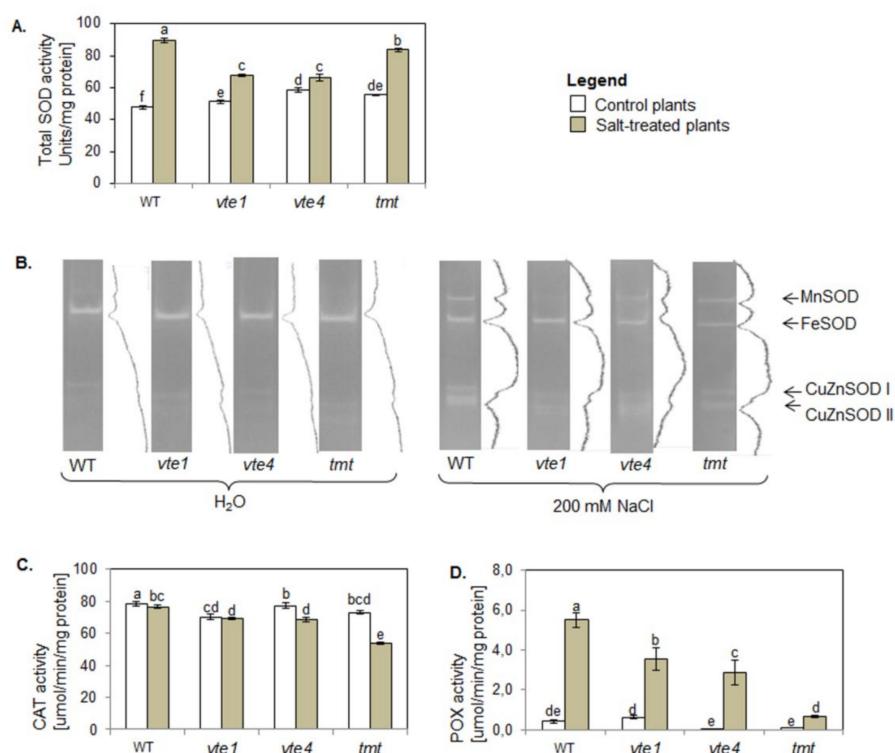 A.
Total SOD activity
Units/mg protein]
100
80
60
40
20
0
f
a
e
c
d
c
de
b
WT
vte1
vte4
tmt
Legend
Control plants
Salt-treated plants
B.
WT
vte1
vte4
tmt
H₂O
WT
vte1
vte4
tmt
200 mM NaCl
MnSOD
FeSOD
CuZnSOD I
CuZnSOD II
C.
CAT activity
[umol/min/mg protein]
100
80
60
40
20
0
a
bc
cd
d
b
d
bcd
e
WT
vte1
vte4
tmt
D.
POX activity
[umol/min/mg protein]
8,0
6,0
4,0
2,0
0,0
de
a
d
b
e
c
e
d
WT
vte1
vte4
tmt